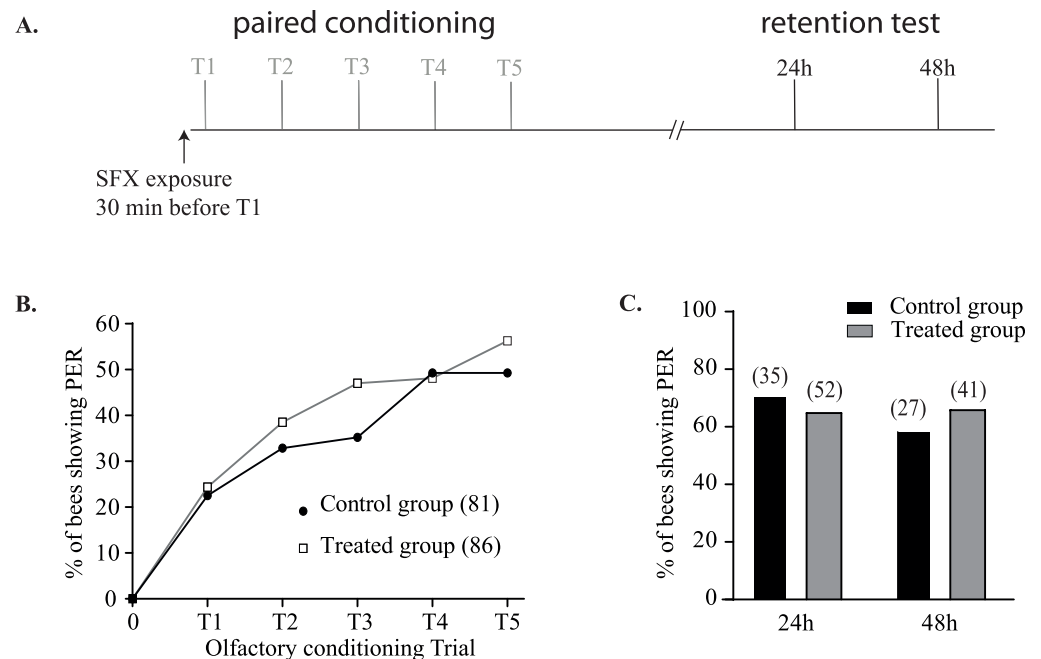 A.
paired conditioning
retention test
T1 T2 T3 T4 T5
24h 48h
SFX exposure
30 min before T1
B.
% of bees showing PER
60
50
40
30
20
10
0
Control group (81)
Treated group (86)
0 T1 T2 T3 T4 T5
Olfactory conditioning Trial
C.
Control group
Treated group
% of bees showing PER
100
80
60
40
20
0
(35) (52) (27) (41)
24h 48h